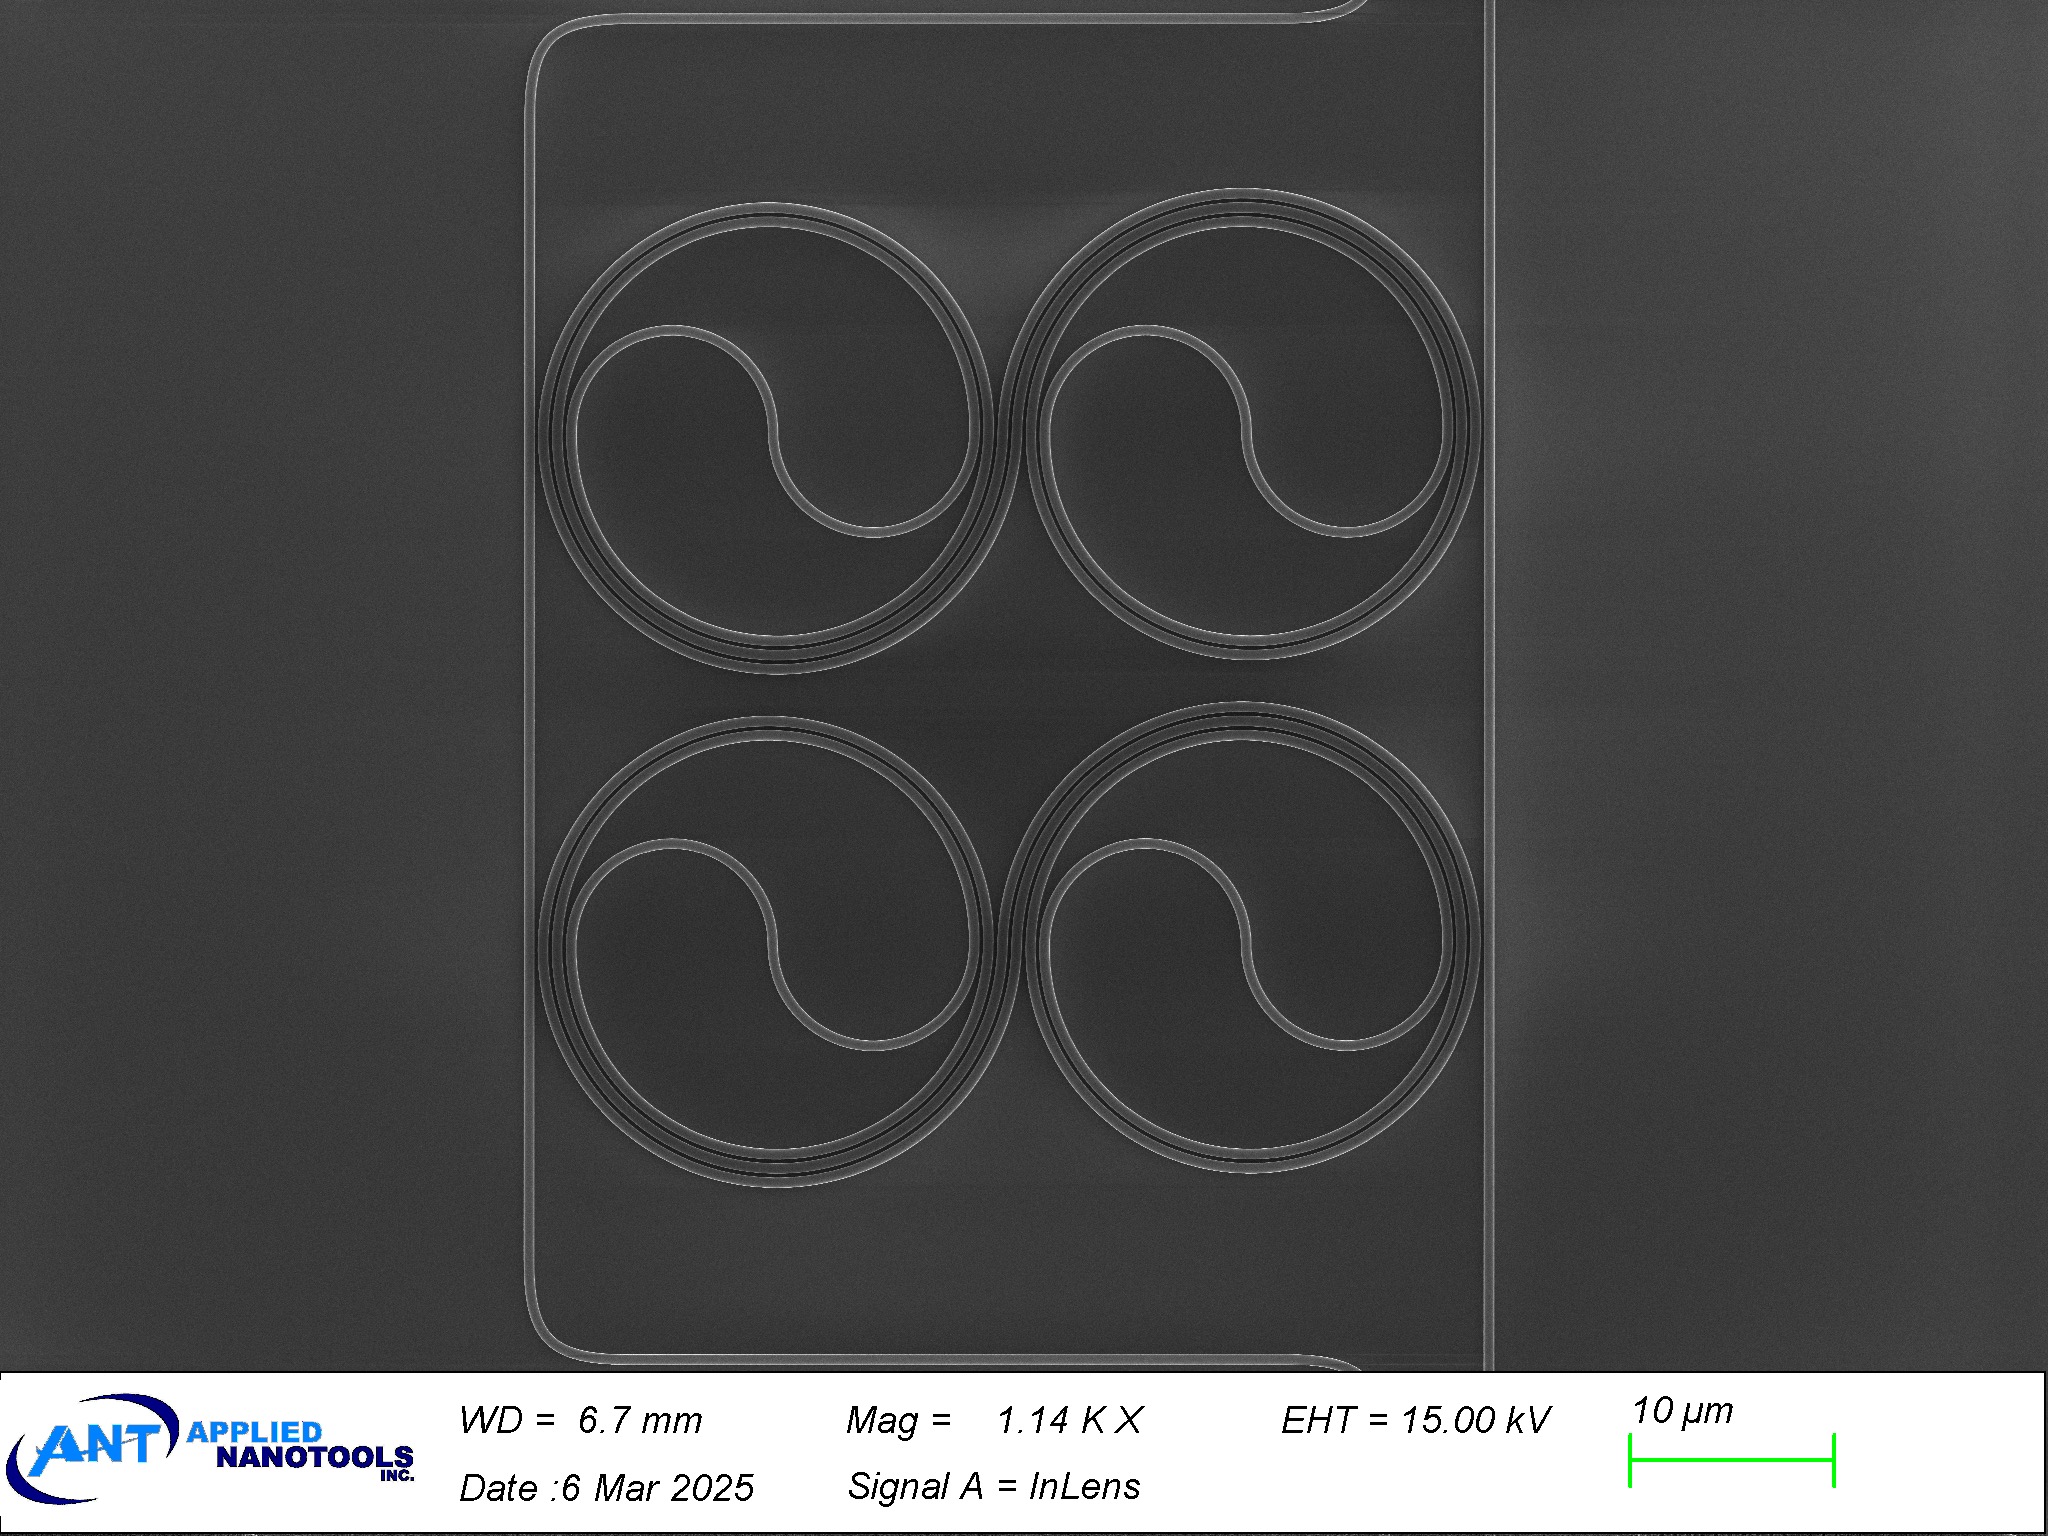 ANT APPLIED NANOTOOLS INC.
WD = 6.7 mm Mag = 1.14 K X EHT = 15.00 kV 10 µm
Date :6 Mar 2025 Signal A = InLens